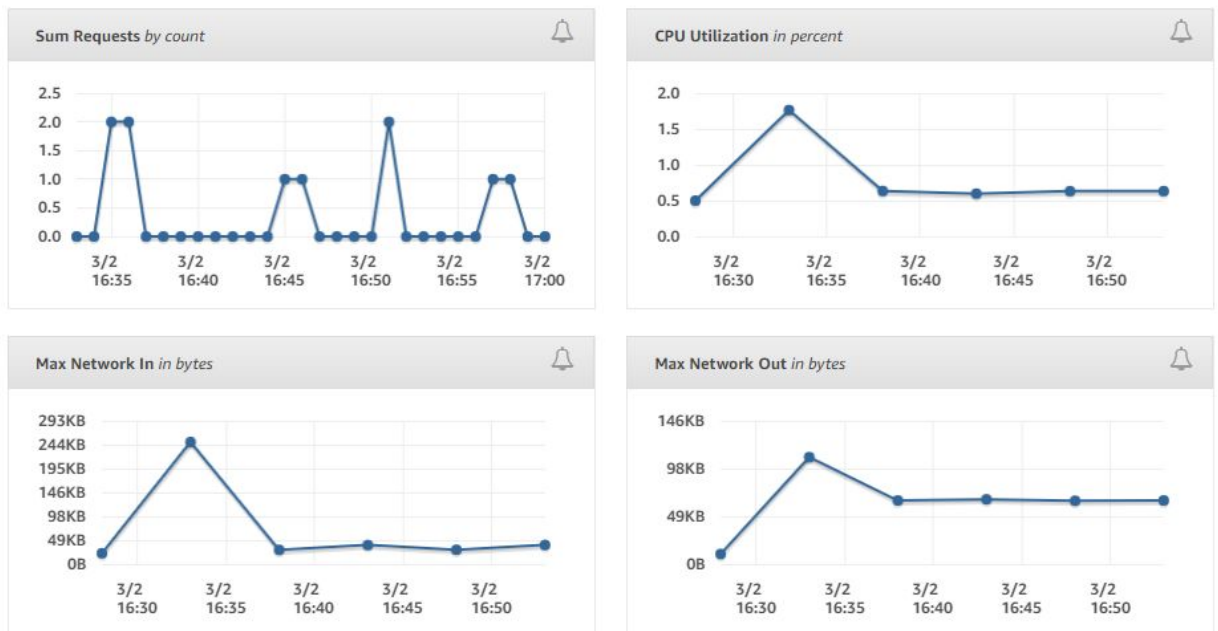 Sum Requests by count
2.5
2.0
1.5
1.0
0.5
0.0
3/2 3/2 3/2 3/2 3/2 3/2
16:35 16:40 16:45 16:50 16:55 17:00
CPU Utilization in percent
2.0
1.5
1.0
0.5
0.0
3/2 3/2 3/2 3/2 3/2
16:30 16:35 16:40 16:45 16:50
Max Network In in bytes
293KB
244KB
195KB
146KB
98KB
49KB
0B
3/2 3/2 3/2 3/2 3/2
16:30 16:35 16:40 16:45 16:50
Max Network Out in bytes
146KB
98KB
49KB
0B
3/2 3/2 3/2 3/2 3/2
16:30 16:35 16:40 16:45 16:50